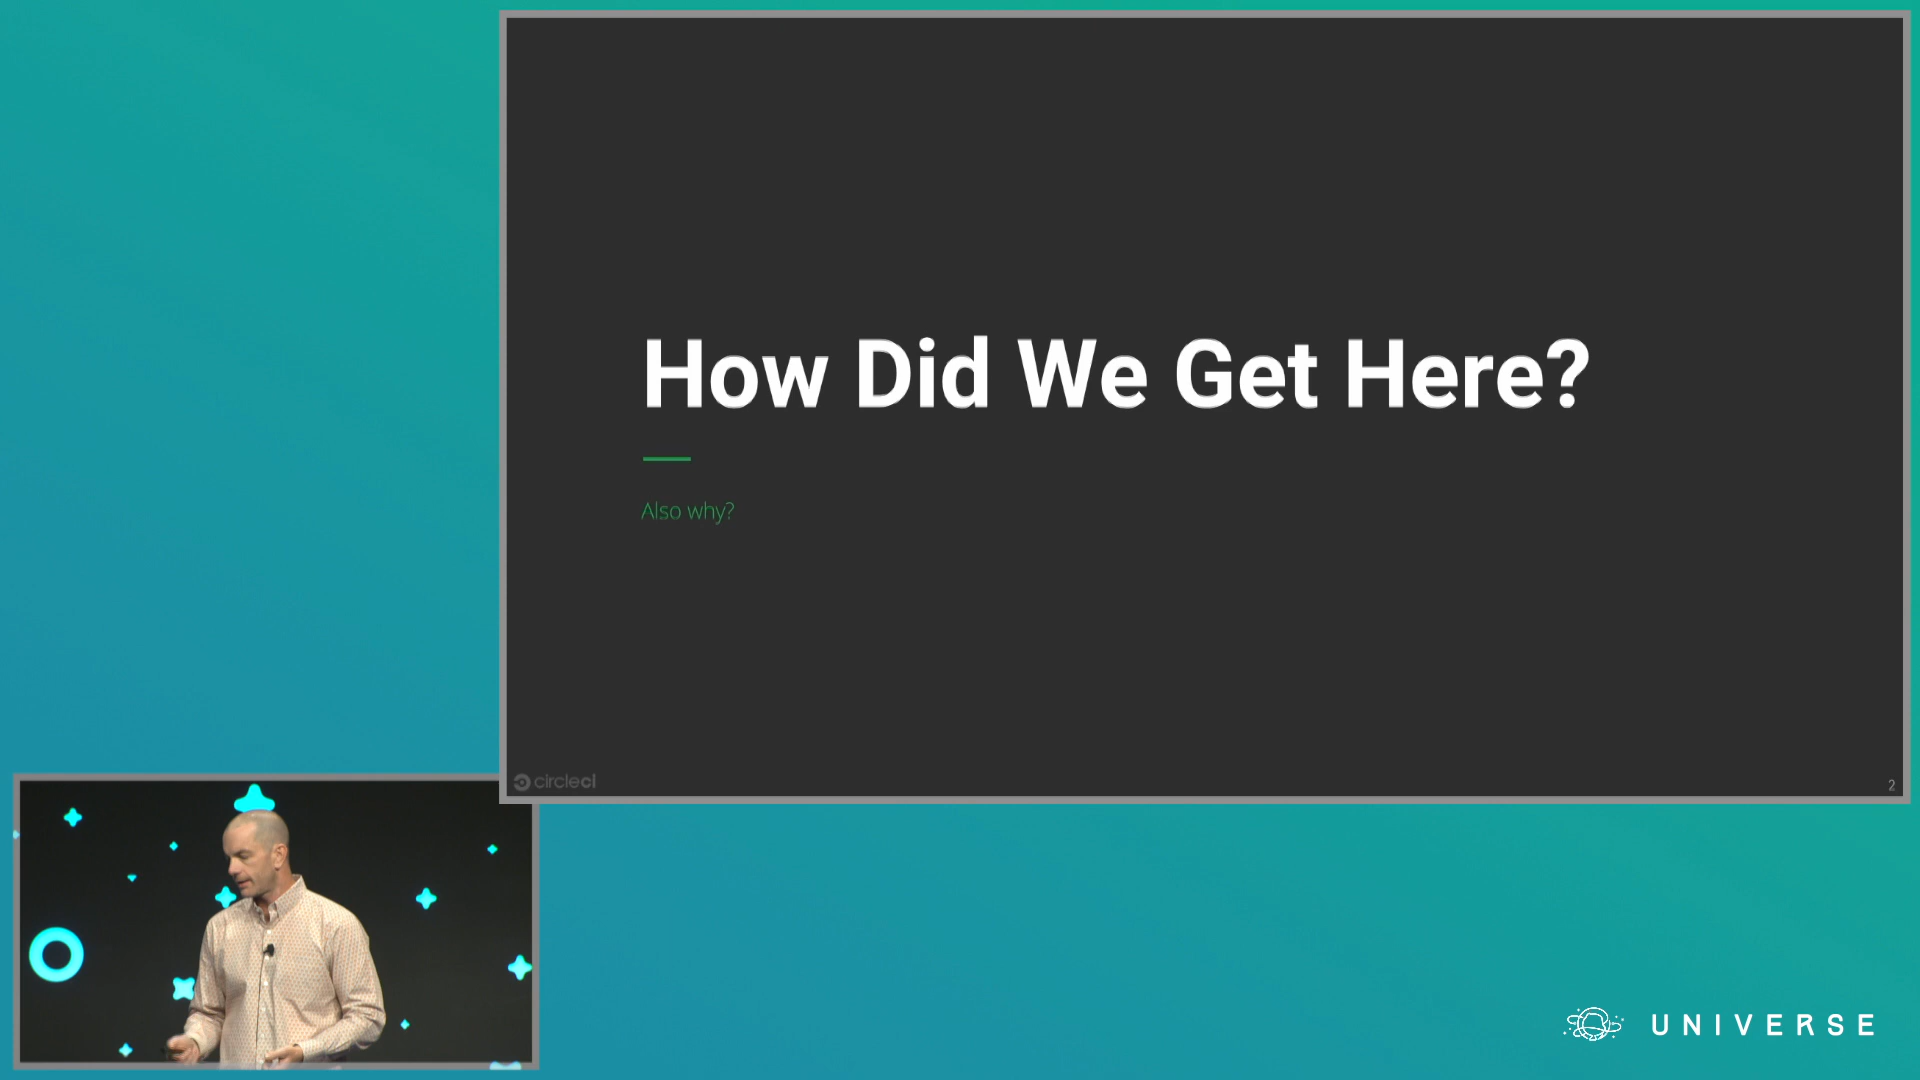 How Did We Get Here?
Also why?
circleci
2
UNIVERSE